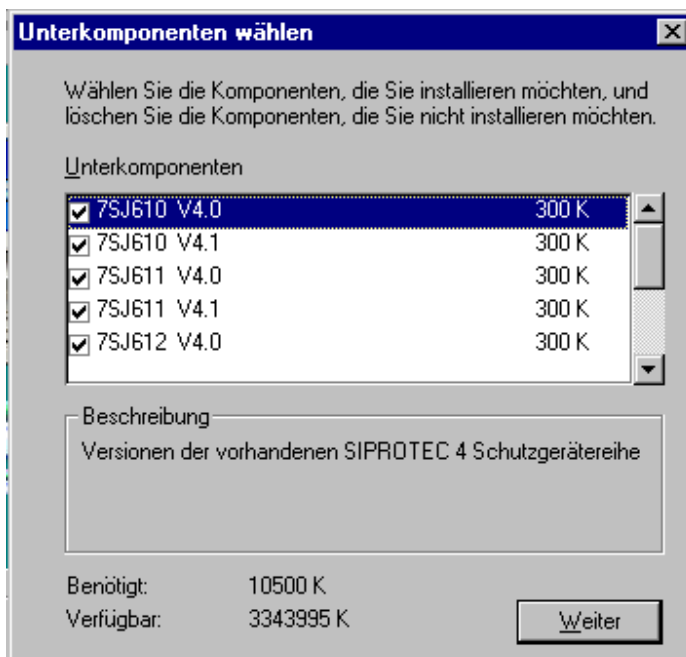 Unterkomponenten wählen
Wählen Sie die Komponenten, die Sie installieren möchten, und
löschen Sie die Komponenten, die Sie nicht installieren möchten.
Unterkomponenten
7SJ610 V4.0 300 K
7SJ610 V4.1 300 K
7SJ611 V4.0 300 K
7SJ611 V4.1 300 K
7SJ612 V4.0 300 K
Beschreibung
Versionen der vorhandenen SIPROTEC 4 Schutzgerätereihe
Benötigt: 10500 K
Verfügbar: 3343995 K
Weiter